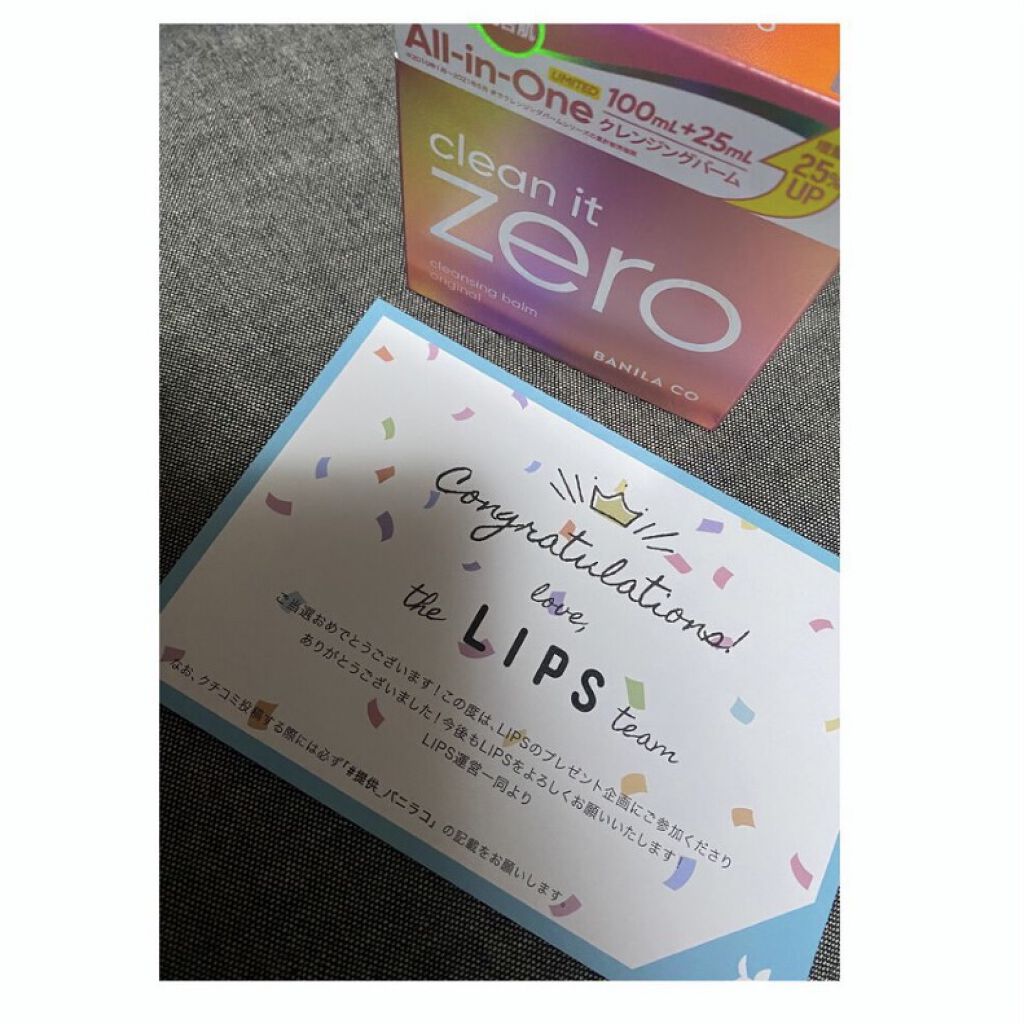 All-in-One
LIMITED
100mL+25mL
クレンジングバーム
25%
UP
clean it
zero
cleansing balm
original
BANILA CO
Congratulations!
love,
the LIPS team
ご当選おめでとうございます！この度は、LIPSのプレゼント企画にご参加くださり
ありがとうございました！今後もLIPSをよろしくお願いいたします！
LIPS運営一同より
なお、クチコミ投稿する際には必ず「#提供_バニラコ」の記載をお願いします。